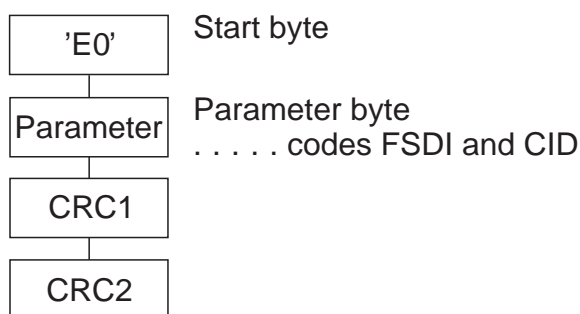 ’E0’ Start byte
Parameter Parameter byte
. . . . . codes FSDI and CID
CRC1
CRC2